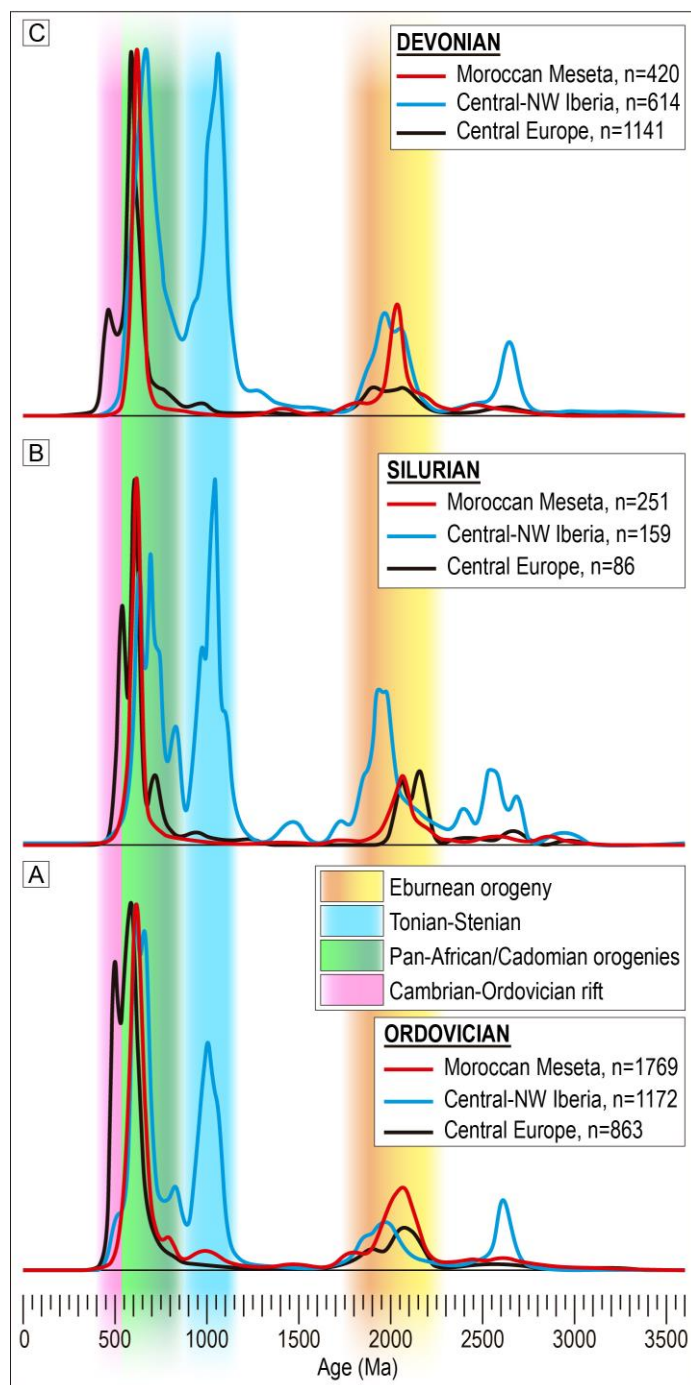 C
DEVONIAN
Moroccan Meseta, n=420
Central-NW Iberia, n=614
Central Europe, n=1141
B
SILURIAN
Moroccan Meseta, n=251
Central-NW Iberia, n=159
Central Europe, n=86
A
Eburnean orogeny
Tonian-Stenian
Pan-African/Cadomian orogenies
Cambrian-Ordovician rift
ORDOVICIAN
Moroccan Meseta, n=1769
Central-NW Iberia, n=1172
Central Europe, n=863
0 500 1000 1500 2000 2500 3000 3500
Age (Ma)